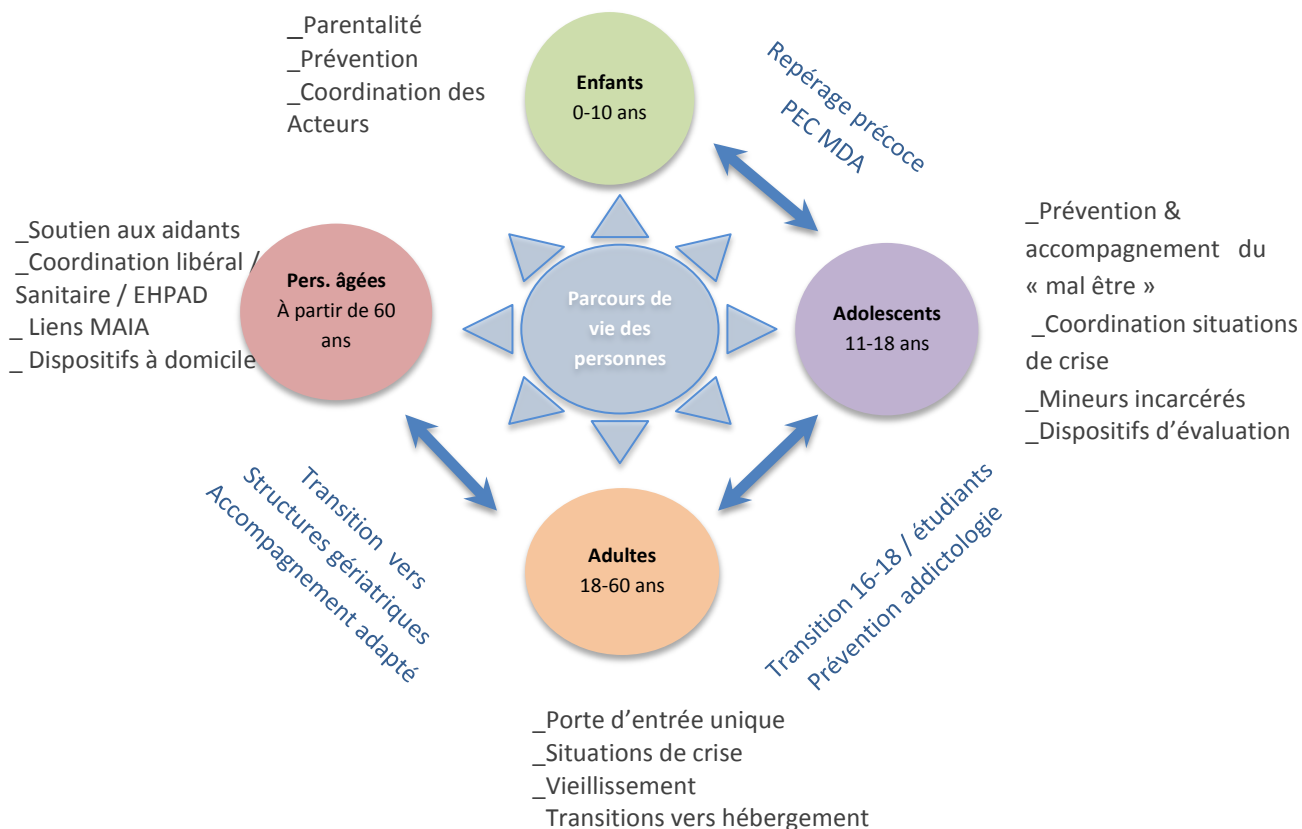 _Parentalité
_Prévention
_Coordination des
Acteurs
Enfants
0-10 ans
Repérage précoce
PEC MDA
_Soutien aux aidants
_Coordination libéral /
Sanitaire / EHPAD
_ Liens MAIA
_ Dispositifs à domicile
Pers. âgées
À partir de 60
ans
Parcours de
vie des
personnes
Adolescents
11-18 ans
_Prévention &
accompagnement du
« mal être »
_Coordination situations
de crise
_Mineurs incarcérés
_Dispositifs d’évaluation
Transition vers
Structures gériatriques
Accompagnement adapté
Adultes
18-60 ans
Transition 16-18 / étudiants
Prévention addictologie
_Porte d’entrée unique
_Situations de crise
_Vieillissement
_Transitions vers hébergement